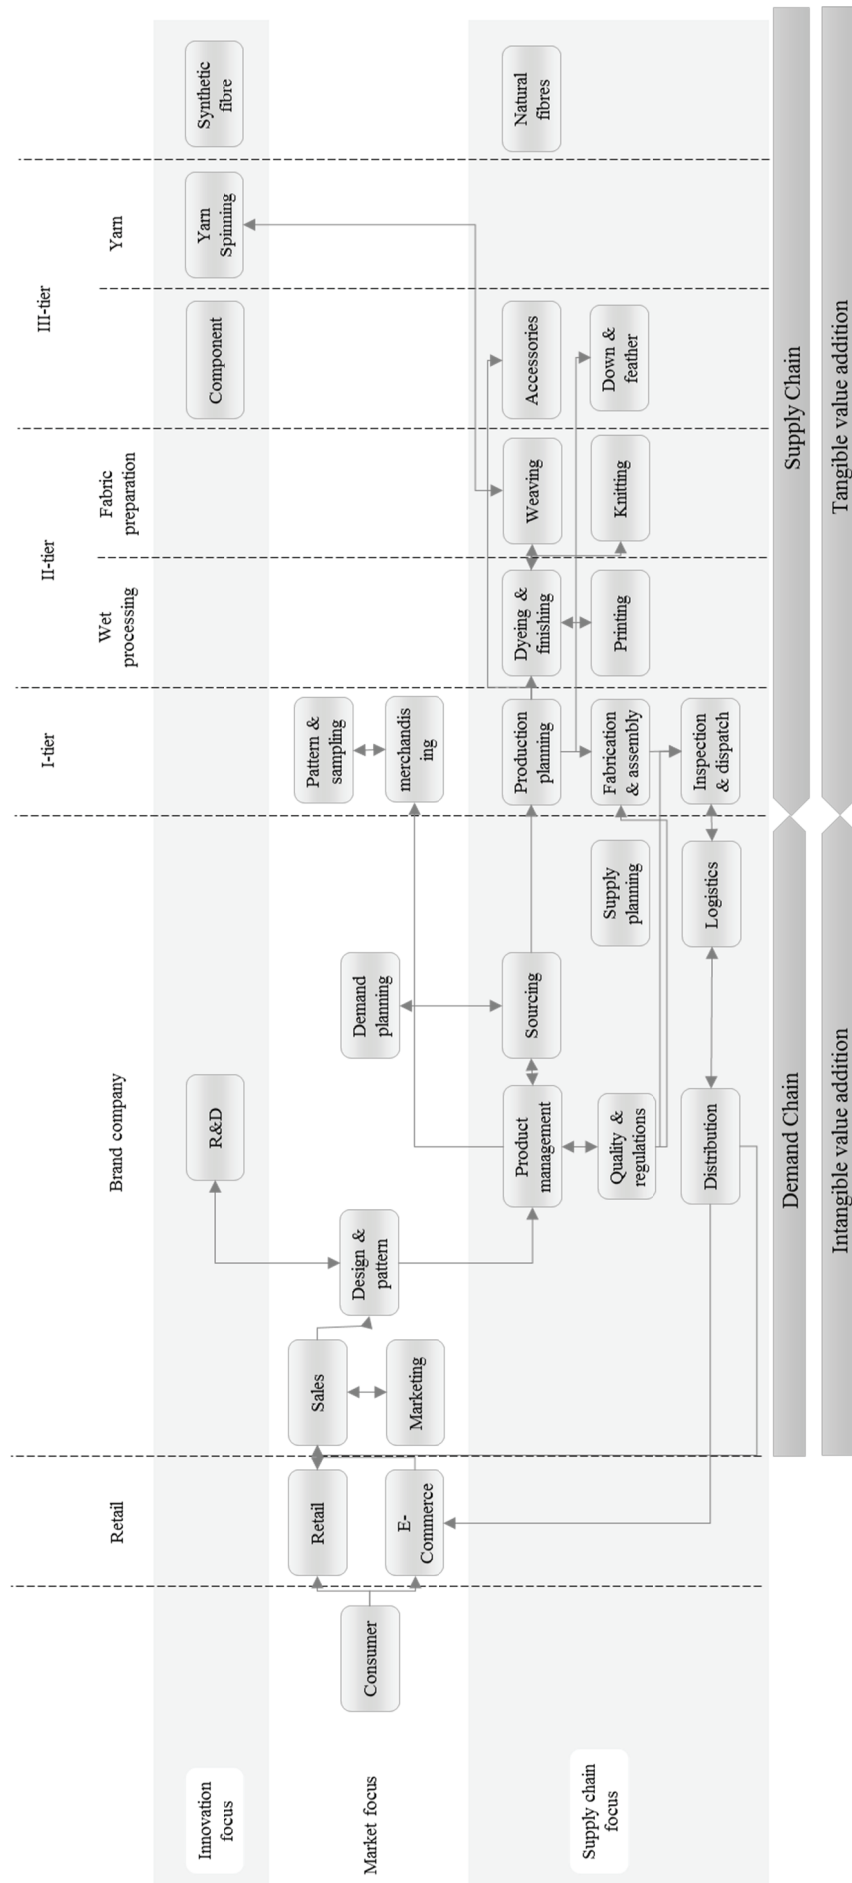 III-tier
II-tier
Yarn
Fabric
preparation
Wet
processing
I-tier
Brand company
Retail
Innovation
focus
R&D
Component
Yarn
Spinning
Synthetic
fibre
Market focus
Consumer
Retail
E-
Commerce
Sales
Marketing
Design &
pattern
Demand
planning
Pattern &
sampling
merchandis
ing
Supply chain
focus
Product
management
Sourcing
Production
planning
Dyeing &
finishing
Weaving
Accessories
Natural
fibres
Quality &
regulations
Supply
planning
Fabrication
& assembly
Printing
Knitting
Down &
feather
Distribution
Logistics
Inspection
& dispatch
Demand Chain
Supply Chain
Intangible value addition
Tangible value addition